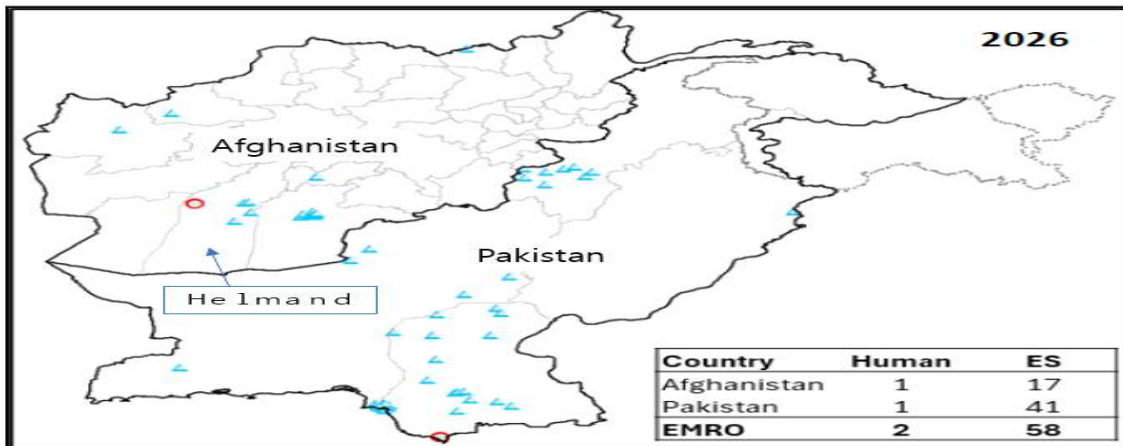 2026
Afghanistan
Pakistan
Helmand
Country Human ES
Afghanistan 1 17
Pakistan 1 41
EMRO 2 58